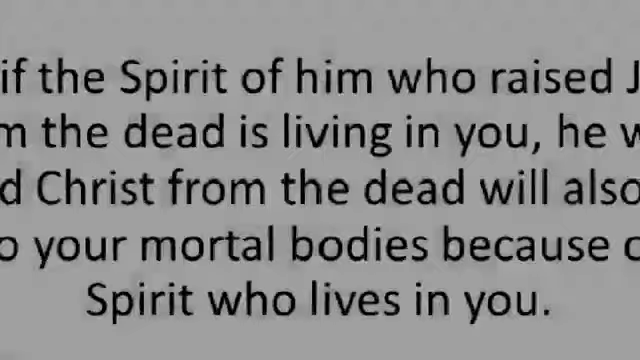 if the Spirit of him who raised J
m the dead is living in you, he w
d Christ from the dead will also
o your mortal bodies because o
Spirit who lives in you.